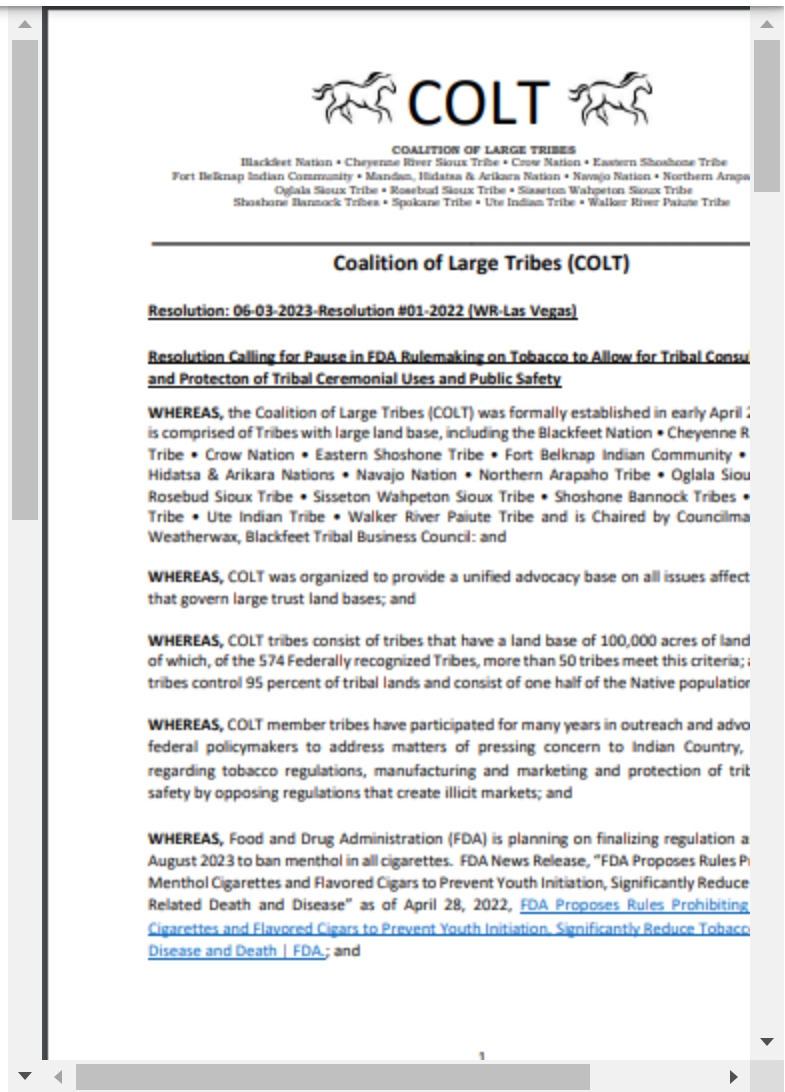 COLT
COALITION OF LARGE TRIBES
Blackfeet Nation • Cheyenne River Sioux Tribe • Crow Nation • Eastern Shoshone Tribe
Fort Belknap Indian Community • Mandan, Hidatsa & Arikara Nation • Navajo Nation • Northern Arapa
Oglala Sioux Tribe • Rosebud Sioux Tribe • Sisseton Wahpeton Sioux Tribe
Shoshone Bannock Tribes • Spokane Tribe • Ute Indian Tribe • Walker River Paiute Tribe
Coalition of Large Tribes (COLT)
Resolution: 06-03-2023-Resolution #01-2022 (WR-Las Vegas)
Resolution Calling for Pause in FDA Rulemaking on Tobacco to Allow for Tribal Consu
and Protecton of Tribal Ceremonial Uses and Public Safety
WHEREAS, the Coalition of Large Tribes (COLT) was formally established in early April 2
is comprised of Tribes with large land base, including the Blackfeet Nation • Cheyenne R
Tribe • Crow Nation • Eastern Shoshone Tribe • Fort Belknap Indian Community •
Hidatsa & Arikara Nations • Navajo Nation • Northern Arapaho Tribe • Oglala Siou
Rosebud Sioux Tribe • Sisseton Wahpeton Sioux Tribe • Shoshone Bannock Tribes •
Tribe • Ute Indian Tribe • Walker River Paiute Tribe and is Chaired by Councilma
Weatherwax, Blackfeet Tribal Business Council: and
WHEREAS, COLT was organized to provide a unified advocacy base on all issues affect
that govern large trust land bases; and
WHEREAS, COLT tribes consist of tribes that have a land base of 100,000 acres of land
of which, of the 574 Federally recognized Tribes, more than 50 tribes meet this criteria; a
tribes control 95 percent of tribal lands and consist of one half of the Native population
WHEREAS, COLT member tribes have participated for many years in outreach and advo
federal policymakers to address matters of pressing concern to Indian Country,
regarding tobacco regulations, manufacturing and marketing and protection of trib
safety by opposing regulations that create illicit markets; and
WHEREAS, Food and Drug Administration (FDA) is planning on finalizing regulation a
August 2023 to ban menthol in all cigarettes. FDA News Release, "FDA Proposes Rules P
Menthol Cigarettes and Flavored Cigars to Prevent Youth Initiation, Significantly Reduce
Related Death and Disease" as of April 28, 2022, FDA Proposes Rules Prohibiting
Cigarettes and Flavored Cigars to Prevent Youth Initiation, Significantly Reduce Tobacc
Disease and Death | FDA.; and
1